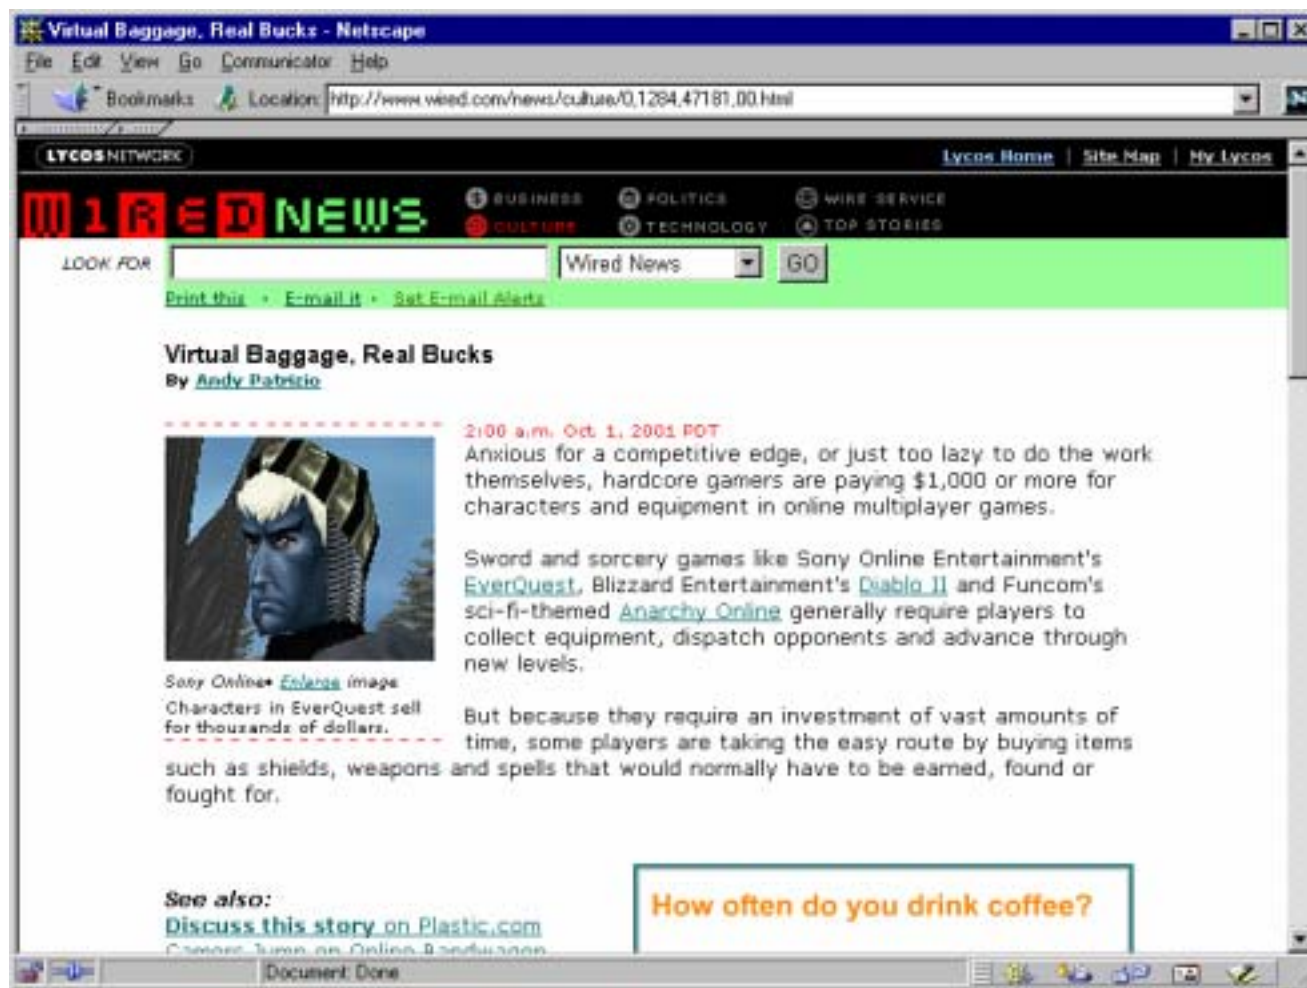 Virtual Baggage, Real Bucks - Netscape
File Edit View Go Communicator Help
Bookmarks Location: http://www.wired.com/news/culture/0,1284,47181,00.html
LYCOS NETWORK Lycos Home | Site Map | My Lycos
WIRED NEWS
BUSINESS POLITICS WIRE SERVICE
CULTURE TECHNOLOGY TOP STORIES
LOOK FOR Wired News GO
Print this • E-mail it • Set E-mail Alerts
Virtual Baggage, Real Bucks
By Andy Patrizio
2:00 a.m. Oct. 1, 2001 PDT
Anxious for a competitive edge, or just too lazy to do the work
themselves, hardcore gamers are paying $1,000 or more for
characters and equipment in online multiplayer games.
Sword and sorcery games like Sony Online Entertainment's
EverQuest, Blizzard Entertainment's Diablo II and Funcom's
sci-fi-themed Anarchy Online generally require players to
collect equipment, dispatch opponents and advance through
new levels.
Sony Online• Enlarge image
Characters in EverQuest sell
for thousands of dollars.
But because they require an investment of vast amounts of
time, some players are taking the easy route by buying items
such as shields, weapons and spells that would normally have to be earned, found or
fought for.
See also:
Discuss this story on Plastic.com
Gamers Jump on Online Bandwagon
How often do you drink coffee?
Document: Done